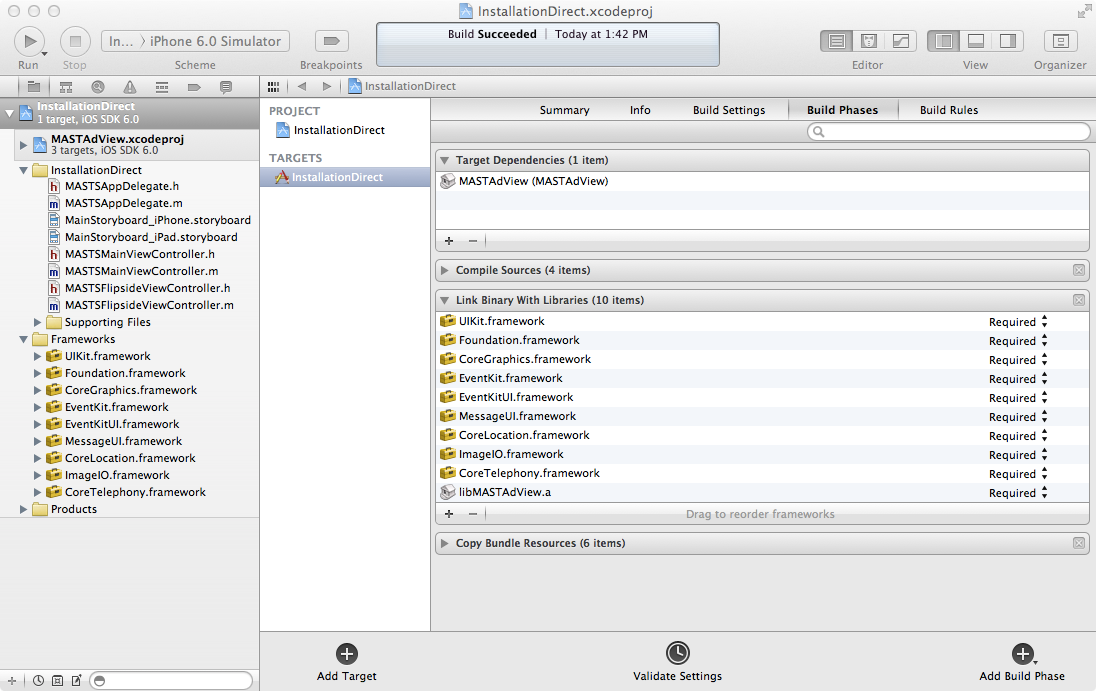 InstallationDirect.xcodeproj
Run
Stop
In... 〉 iPhone 6.0 Simulator
Scheme
Breakpoints
Build Succeeded | Today at 1:42 PM
Editor
View
Organizer
InstallationDirect
InstallationDirect
1 target, iOS SDK 6.0
MASTAdView.xcodeproj
3 targets, iOS SDK 6.0
InstallationDirect
MASTSAppDelegate.h
MASTSAppDelegate.m
MainStoryboard_iPhone.storyboard
MainStoryboard_iPad.storyboard
MASTSMainViewController.h
MASTSMainViewController.m
MASTSFlipsideViewController.h
MASTSFlipsideViewController.m
Supporting Files
Frameworks
UIKit.framework
Foundation.framework
CoreGraphics.framework
EventKit.framework
EventKitUI.framework
MessageUI.framework
CoreLocation.framework
ImageIO.framework
CoreTelephony.framework
Products
PROJECT
InstallationDirect
TARGETS
InstallationDirect
Summary
Info
Build Settings
Build Phases
Build Rules
Target Dependencies (1 item)
MASTAdView (MASTAdView)
Compile Sources (4 items)
Link Binary With Libraries (10 items)
UIKit.framework Required
Foundation.framework Required
CoreGraphics.framework Required
EventKit.framework Required
EventKitUI.framework Required
MessageUI.framework Required
CoreLocation.framework Required
ImageIO.framework Required
CoreTelephony.framework Required
libMASTAdView.a Required
Drag to reorder frameworks
Copy Bundle Resources (6 items)
Add Target
Validate Settings
Add Build Phase